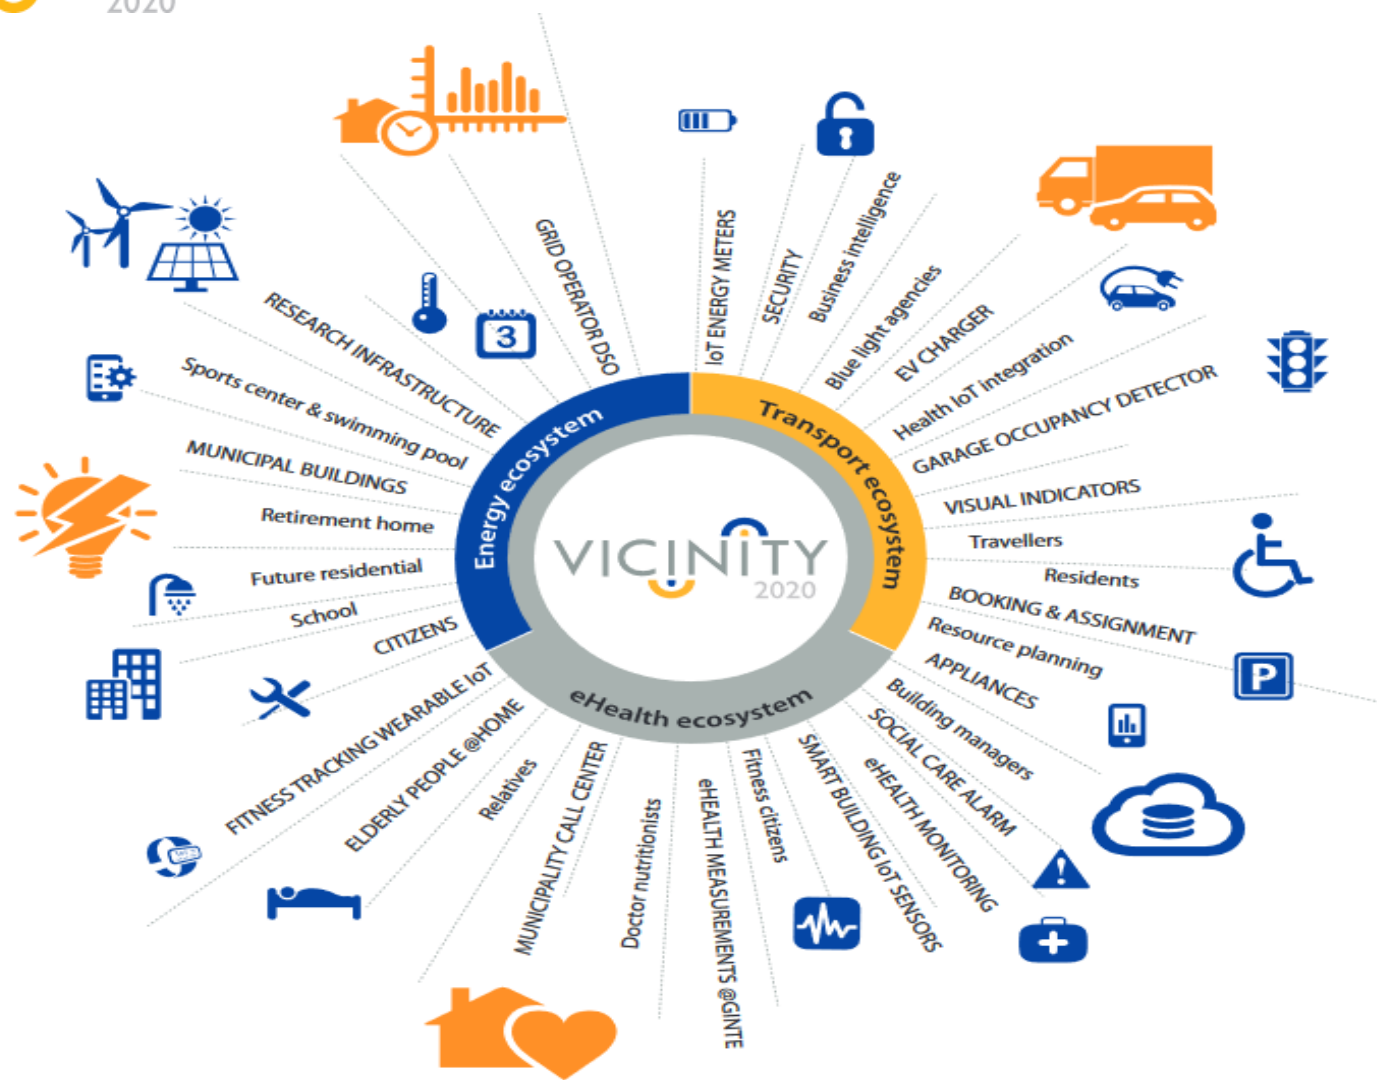 2020
GRID OPERATOR DSO
IoT ENERGY METERS
SECURITY
Business intelligence
Blue light agencies
EV CHARGER
Health IoT integration
GARAGE OCCUPANCY DETECTOR
VISUAL INDICATORS
Travellers
Residents
BOOKING & ASSIGNMENT
Resource planning
APPLIANCES
Building managers
SOCIAL CARE ALARM
eHEALTH MONITORING
SMART BUILDING IoT SENSORS
Fitness citizens
eHEALTH MEASUREMENTS @GINTE
Doctor nutritionists
MUNICIPALITY CALL CENTER
Relatives
ELDERLY PEOPLE @HOME
FITNESS TRACKING WEARABLE IoT
CITIZENS
School
Future residential
Retirement home
MUNICIPAL BUILDINGS
Sports center & swimming pool
RESEARCH INFRASTRUCTURE
3
Energy ecosystem
Transport ecosystem
eHealth ecosystem
VICINITY
2020
P